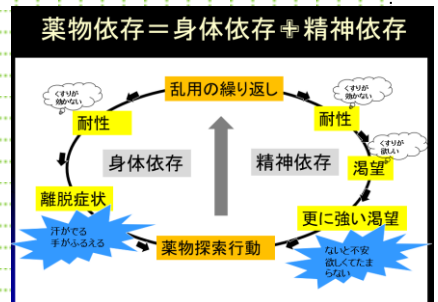 薬物依存=身体依存+精神依存
くすりが
効かない
乱用の繰り返し
くすりが
効かない
耐性
耐性
くすりが
欲しい
身体依存
精神依存
渇望
離脱症状
更に強い渇望
汗がでる
手がふるえる
薬物探索行動
ないと不安
欲しくてたま
らない